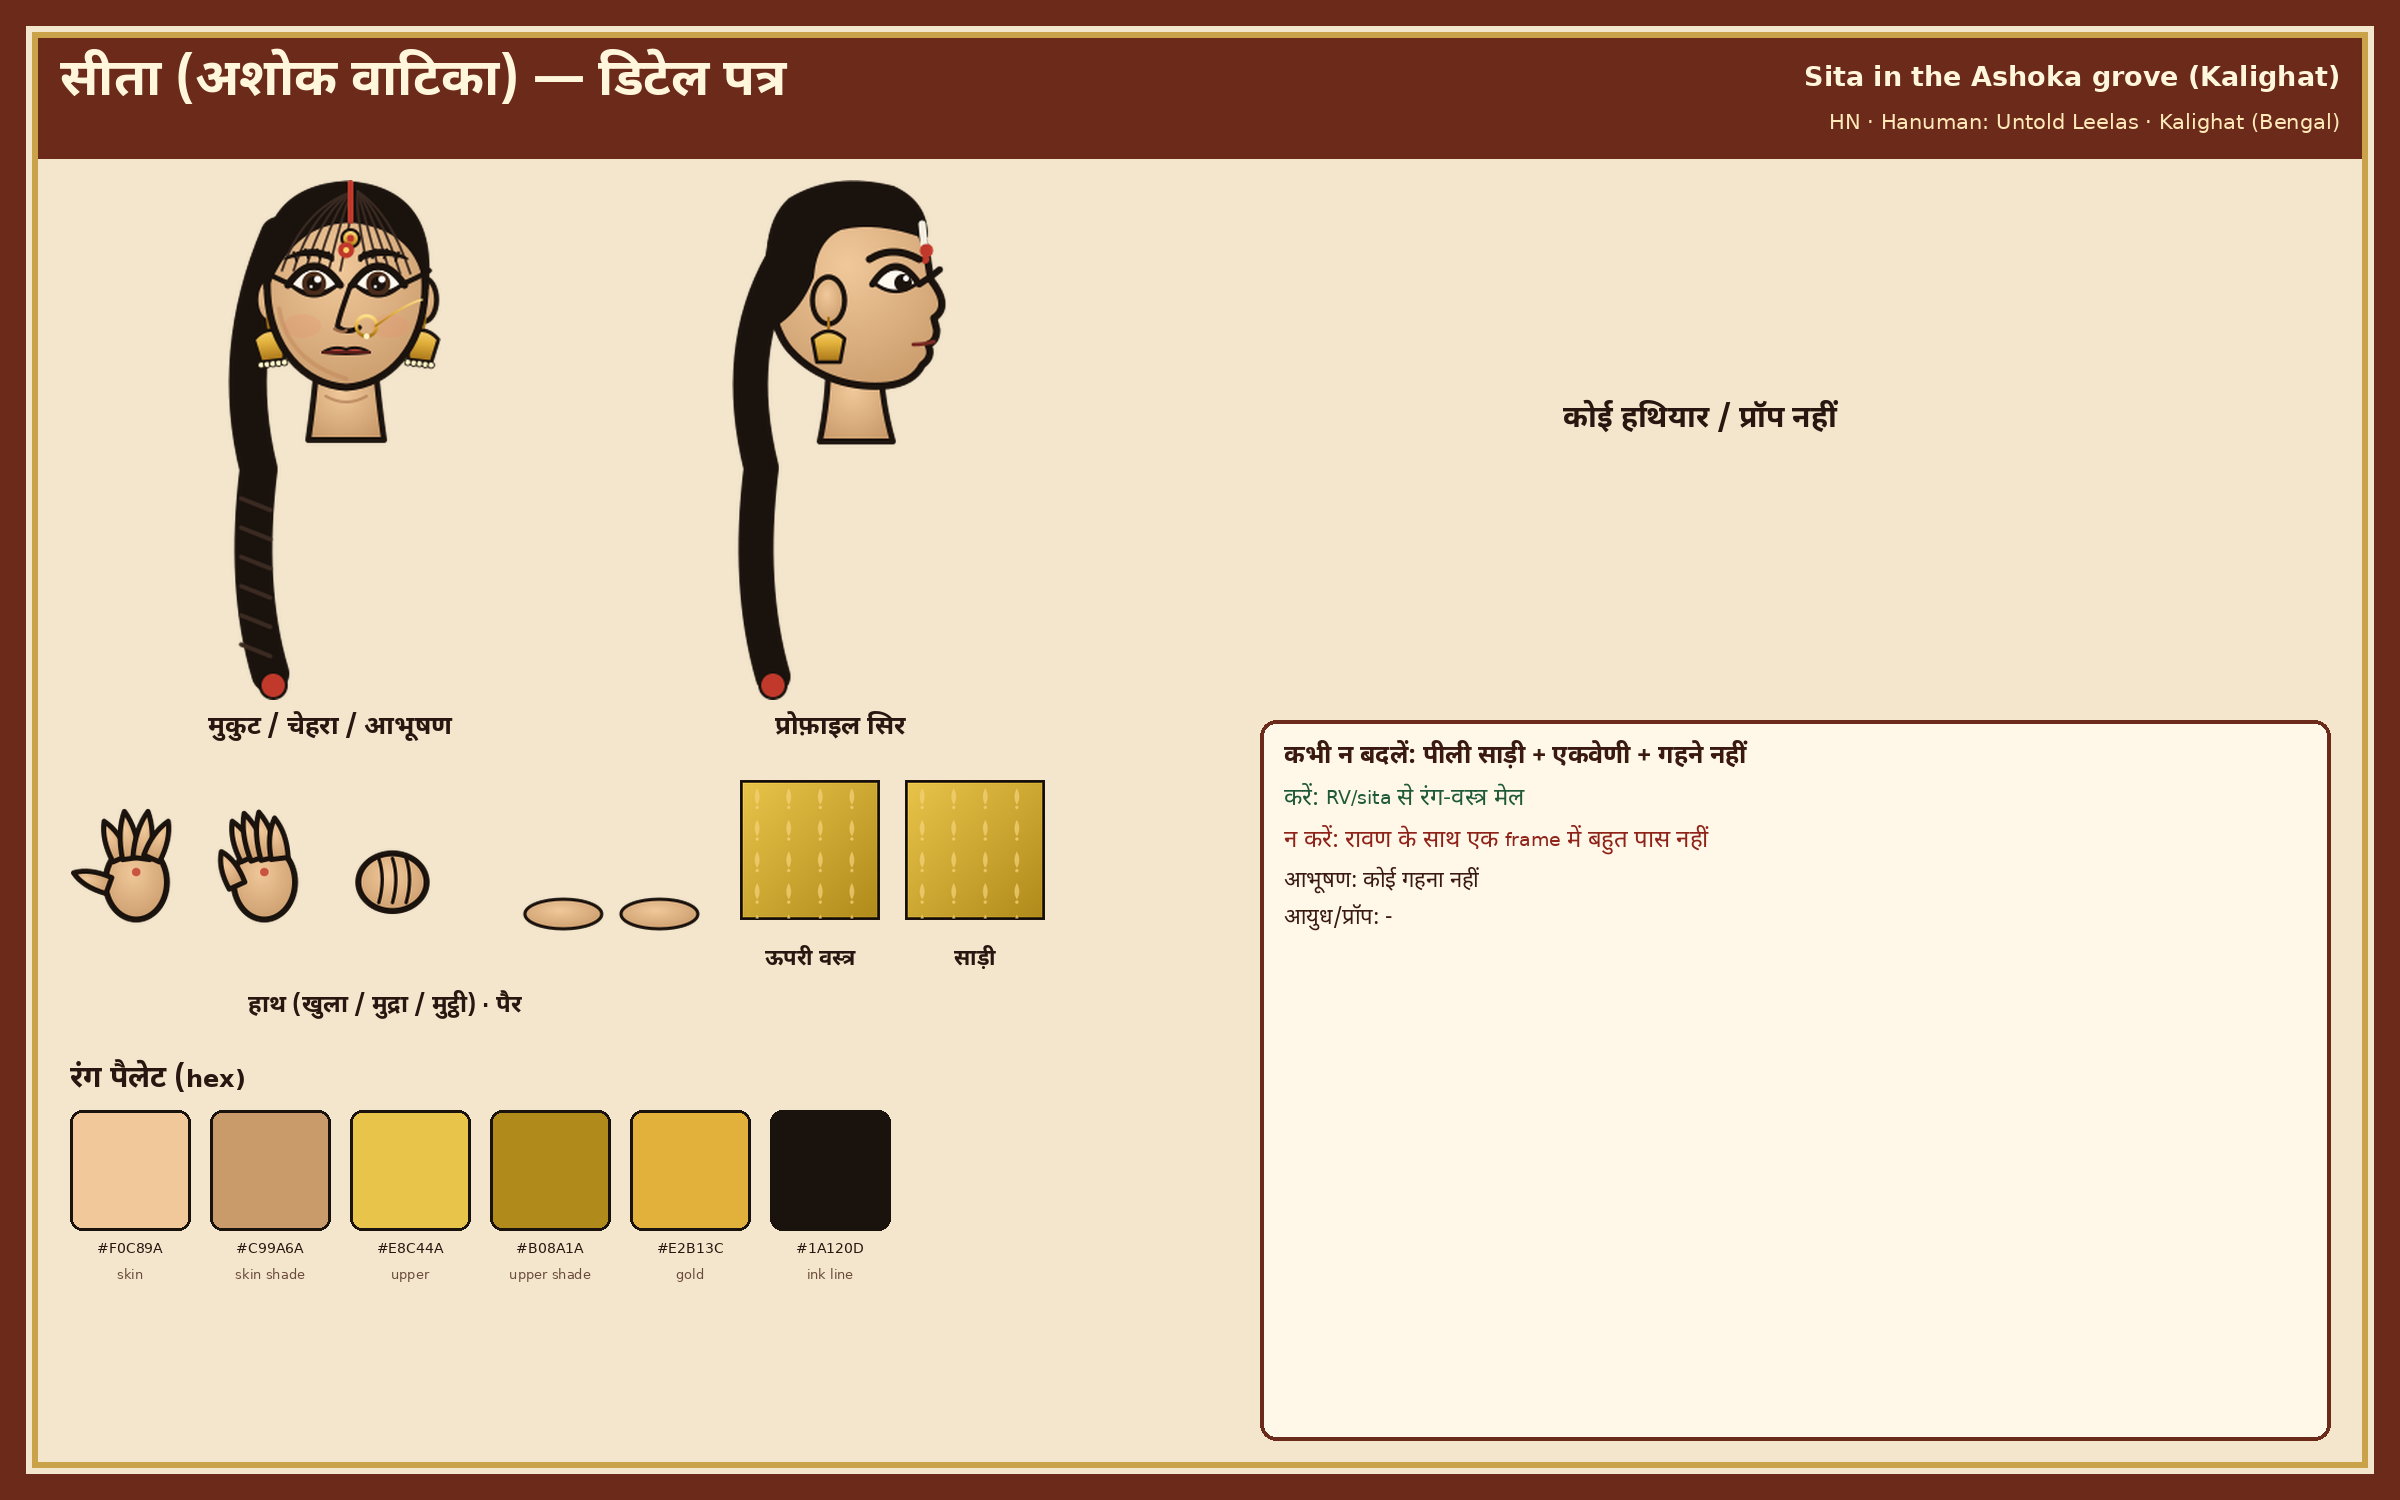 सीता (अशोक वाटिका) — डिटेल पत्र
Sita in the Ashoka grove (Kalighat)
HN · Hanuman: Untold Leelas · Kalighat (Bengal)
कोई हथियार / प्रॉप नहीं
मुकुट / चेहरा / आभूषण
प्रोफ़ाइल सिर
कभी न बदलें: पीली साड़ी + एकवेणी + गहने नहीं
करें: RV/sita से रंग-वस्त्र मेल
न करें: रावण के साथ एक frame में बहुत पास नहीं
आभूषण: कोई गहना नहीं
आयुध/प्रॉप: -
ऊपरी वस्त्र
साड़ी
हाथ (खुला / मुद्रा / मुट्ठी) · पैर
रंग पैलेट (hex)
#F0C89A
#C99A6A
#E8C44A
#B08A1A
#E2B13C
#1A120D
skin
skin shade
upper
upper shade
gold
ink line